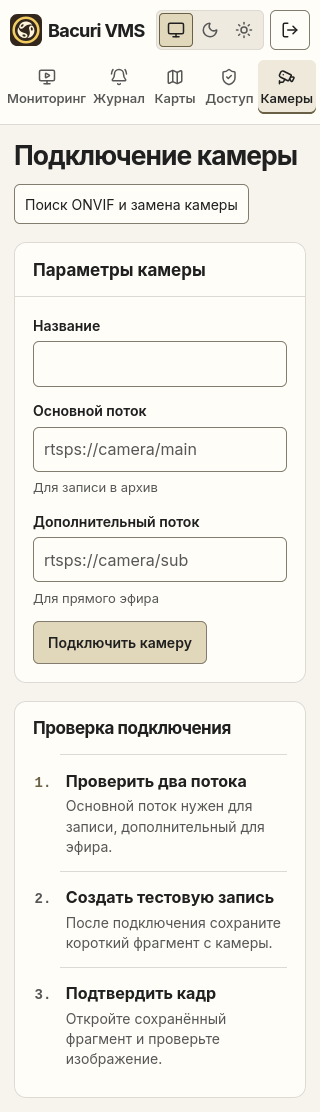 Bacuri VMS
Мониторинг Журнал Карты Доступ Камеры
Подключение камеры
Поиск ONVIF и замена камеры
Параметры камеры
Название
Основной поток
rtsps://camera/main
Для записи в архив
Дополнительный поток
rtsps://camera/sub
Для прямого эфира
Подключить камеру
Проверка подключения
1. Проверить два потока
Основной поток нужен для
записи, дополнительный для
эфира.
2. Создать тестовую запись
После подключения сохраните
короткий фрагмент с камеры.
3. Подтвердить кадр
Откройте сохранённый
фрагмент и проверьте
изображение.